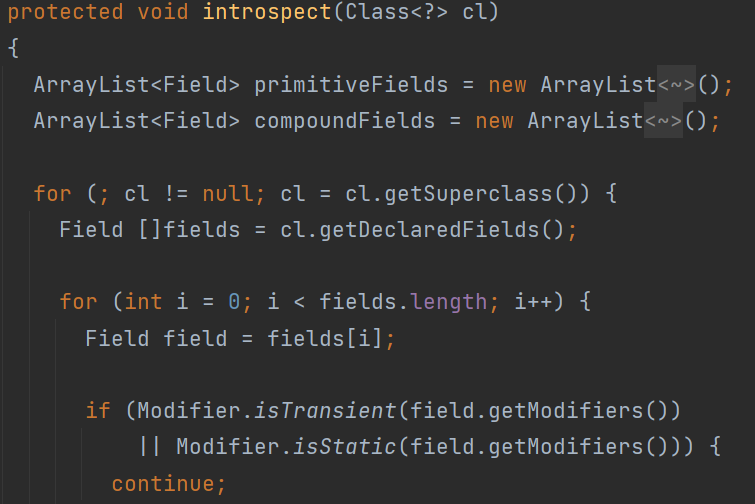 protected void introspect(Class<?> cl)
{
ArrayList<Field> primitiveFields = new ArrayList<~>();
ArrayList<Field> compoundFields = new ArrayList<~>();
for (; cl != null; cl = cl.getSuperclass()) {
Field []fields = cl.getDeclaredFields();
for (int i = 0; i < fields.length; i++) {
Field field = fields[i];
if (Modifier.isTransient(field.getModifiers())
|| Modifier.isStatic(field.getModifiers())) {
continue;